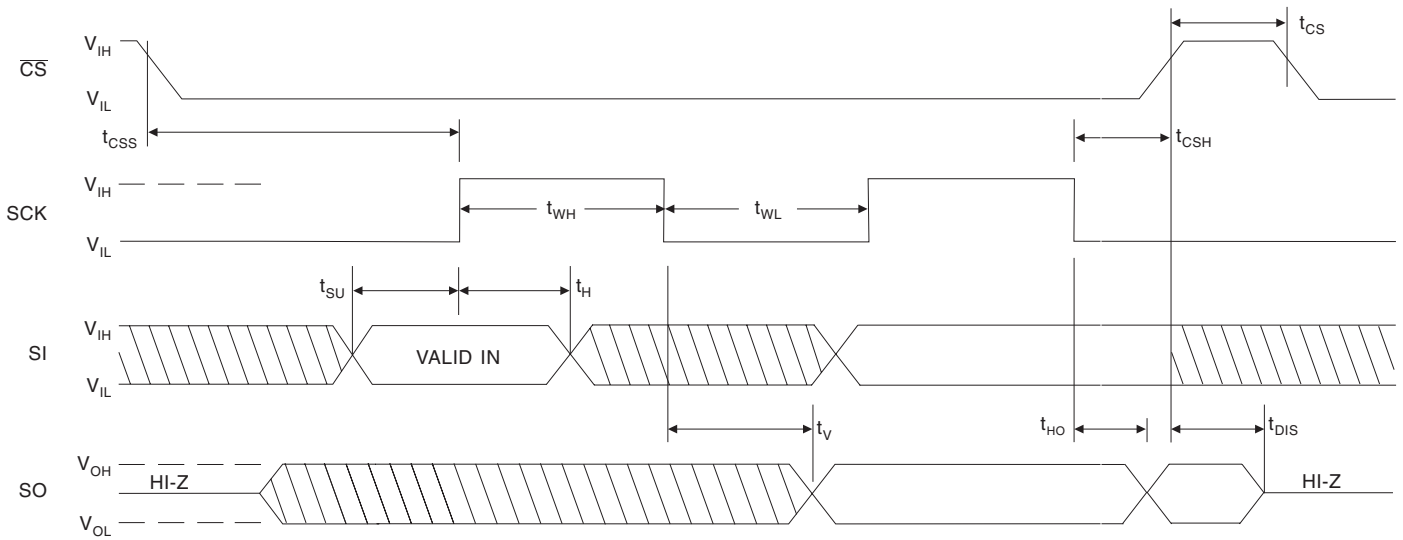 t_CS
V_IH
CS
V_IL
t_CSS
t_CSH
V_IH
SCK
t_WH
t_WL
V_IL
t_SU
t_H
V_IH
SI
VALID IN
V_IL
t_V
t_HO
t_DIS
V_OH
SO
HI-Z
HI-Z
V_OL